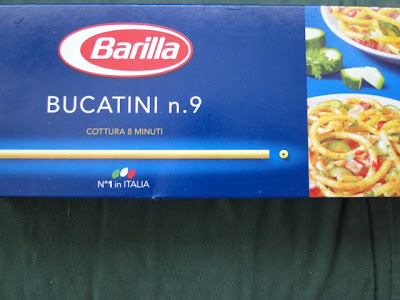 Barilla
BUCATINI n.9
COTTURA 8 MINUTI
N°1 in ITALIA